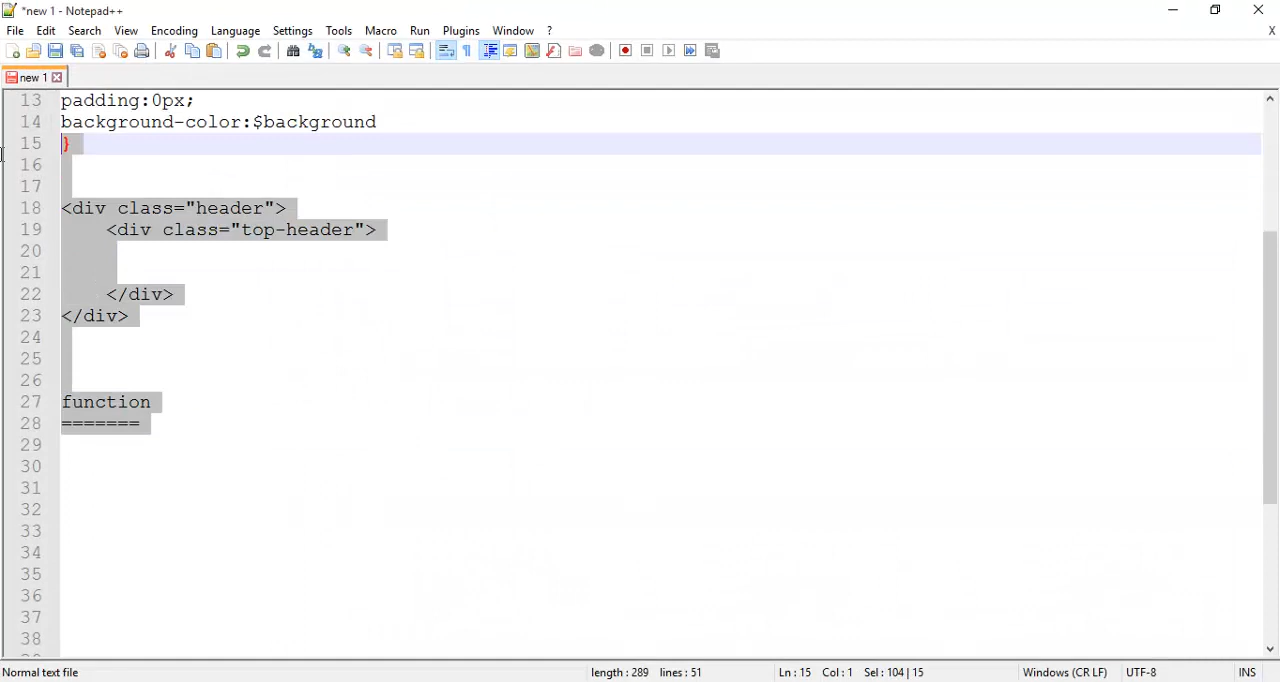 *new 1 - Notepad++
File Edit Search View Encoding Language Settings Tools Macro Run Plugins Window ? X
new 1
13 padding:0px;
14 background-color:$background
15 }
16
17
18 <div class="header">
19 <div class="top-header">
20
21
22 </div>
23 </div>
24
25
26
27 function
28 =======
29
30
31
32
33
34
35
36
37
38
Normal text file length : 289 lines : 51 Ln : 15 Col : 1 Sel : 104 | 15 Windows (CR LF) UTF-8 INS